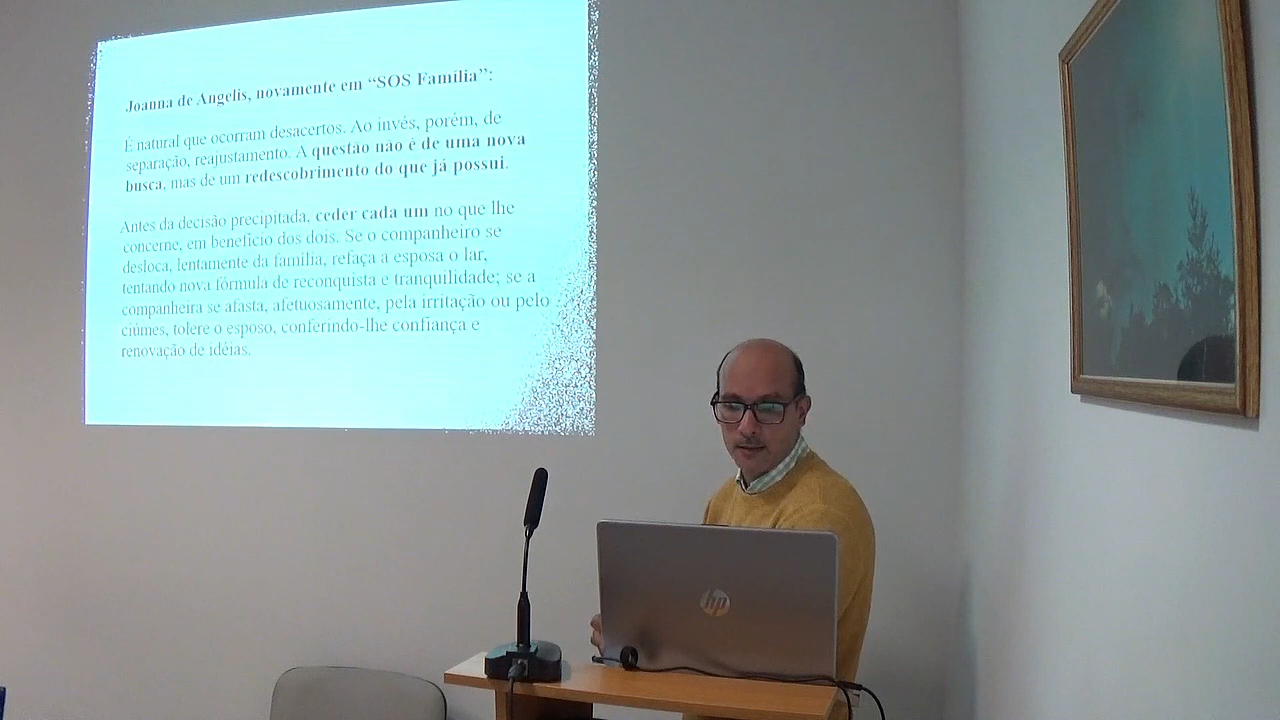 Joanna de Angelis, novamente em “SOS Família”:
É natural que ocorram desacertos. Ao invés, porém, de
separação, reajustamento. A questão não é de uma nova
busca, mas de um redescobrimento do que já possui.
Antes da decisão precipitada, ceder cada um no que lhe
concerne, em benefício dos dois. Se o companheiro se
desloca, lentamente da família, refaça a esposa o lar,
tentando nova fórmula de reconquista e tranquilidade; se a
companheira se afasta, afetuosamente, pela irritação ou pelo
ciúmes, tolere o esposo, conferindo-lhe confiança e
renovação de idéias.
hp